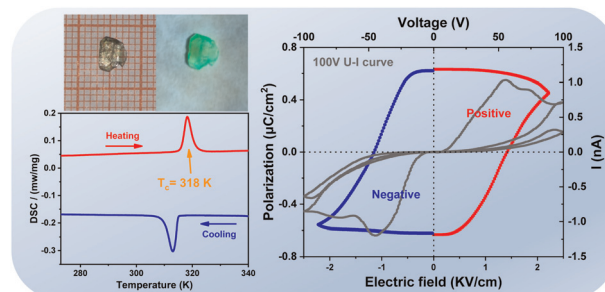 DSC / (mw/mg)
0.2
0.1
0.0
-0.1
-0.2
-0.3
Heating
T_C= 318 K
Cooling
280 300 320 340
Temperature (K)
Voltage (V)
-100 -50 0 50 100
Polarization (μC/cm²)
0.8
0.4
0.0
-0.4
-0.8
100V U-I curve
Positive
Negative
1.5
1.0
0.5
0.0
-0.5
-1.0
-1.5
I (nA)
-2 0 2
Electric field (KV/cm)